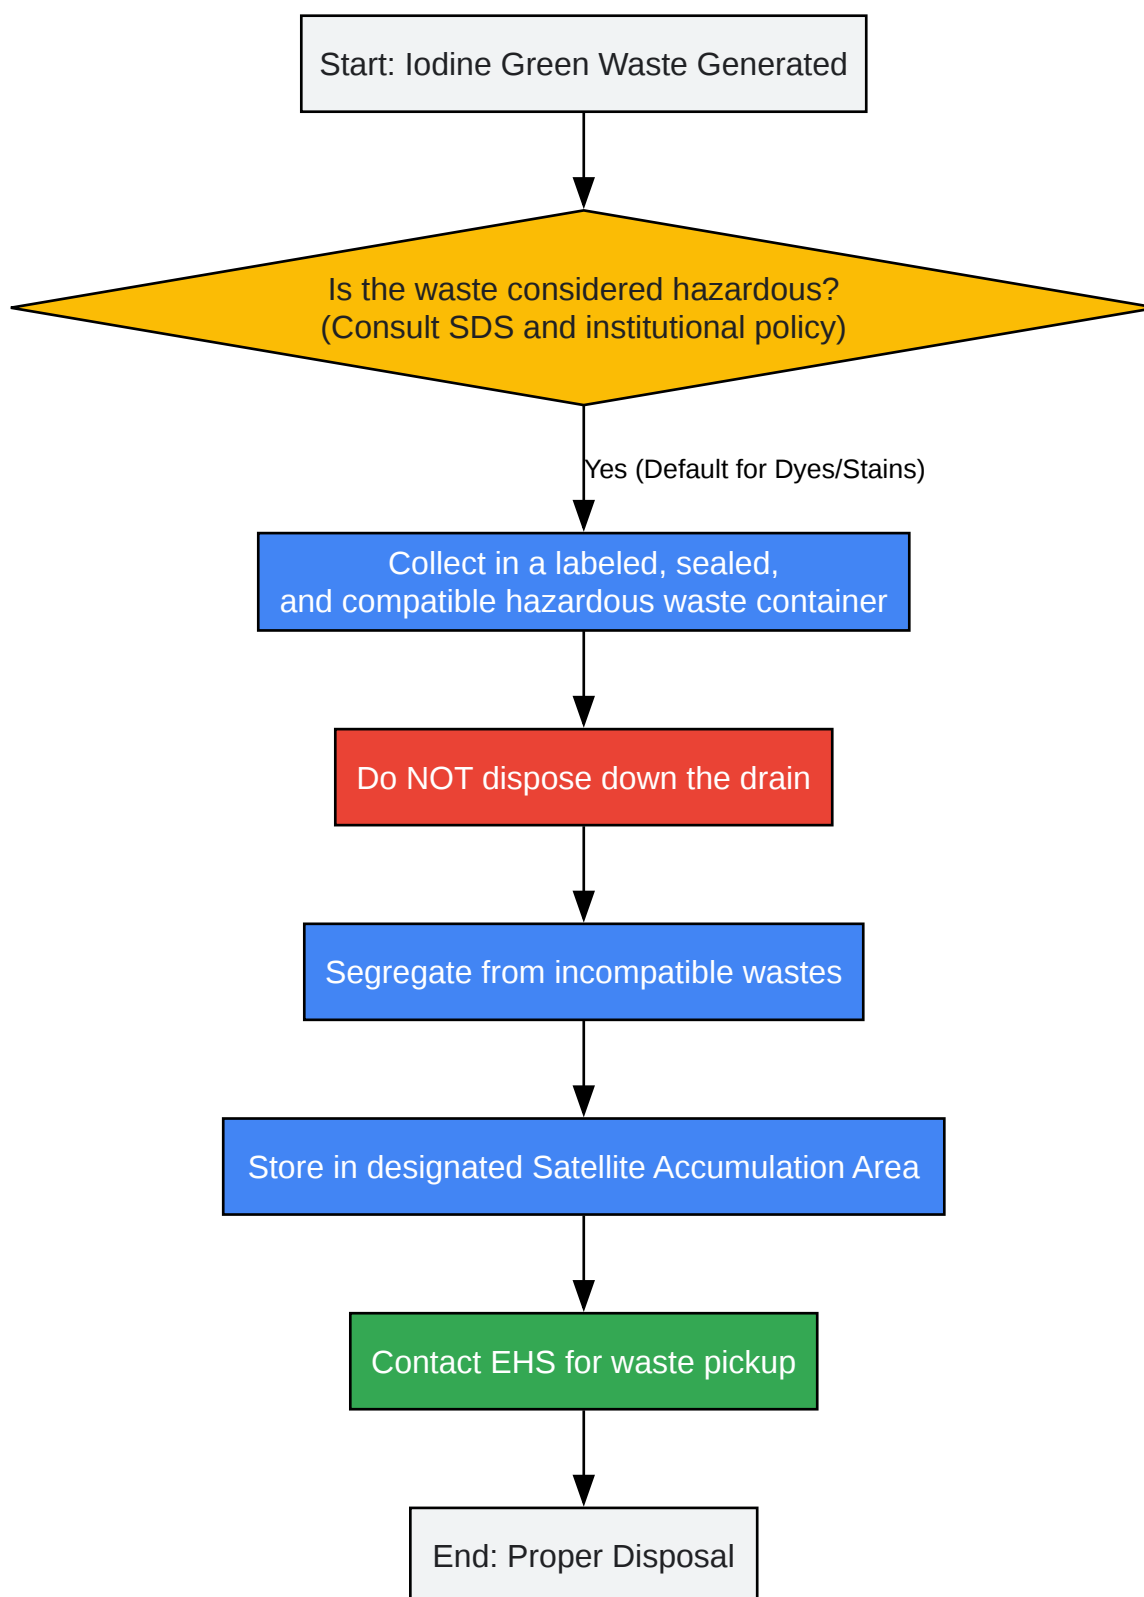 Start: Iodine Green Waste Generated
Is the waste considered hazardous?
(Consult SDS and institutional policy)
Yes (Default for Dyes/Stains)
Collect in a labeled, sealed,
and compatible hazardous waste container
Do NOT dispose down the drain
Segregate from incompatible wastes
Store in designated Satellite Accumulation Area
Contact EHS for waste pickup
End: Proper Disposal